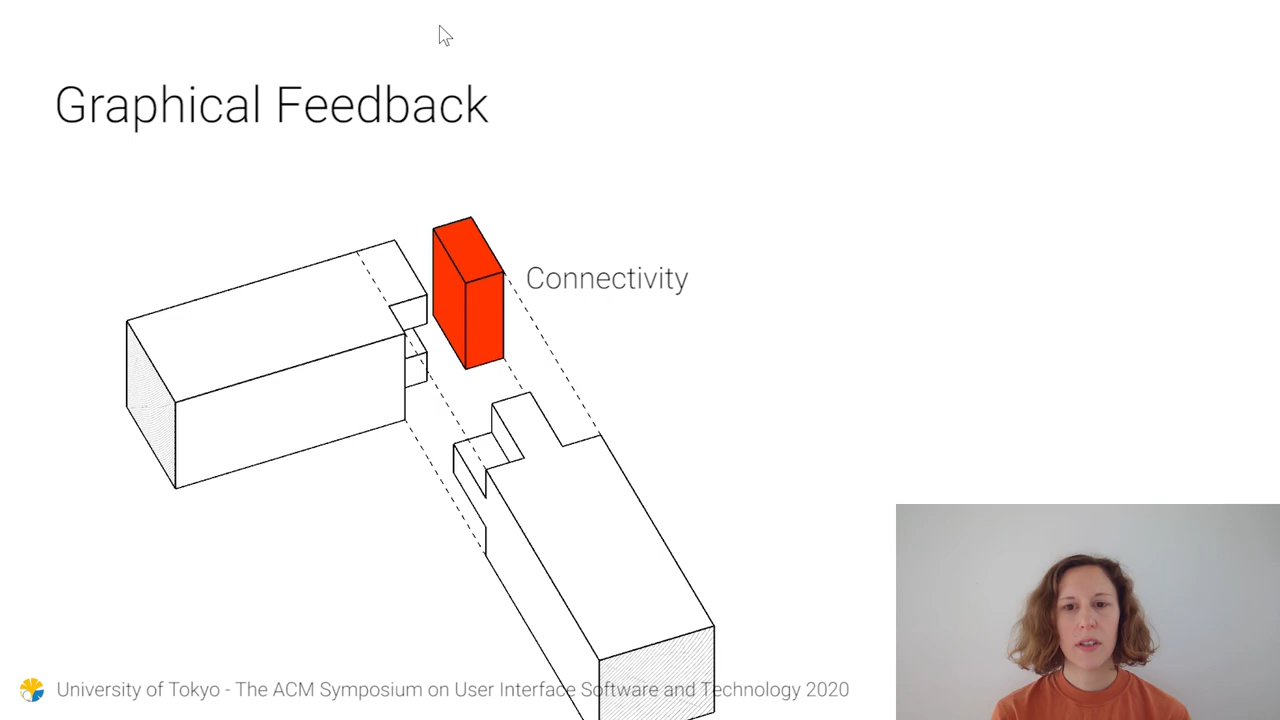 Graphical Feedback
Connectivity
University of Tokyo - The ACM Symposium on User Interface Software and Technology 2020